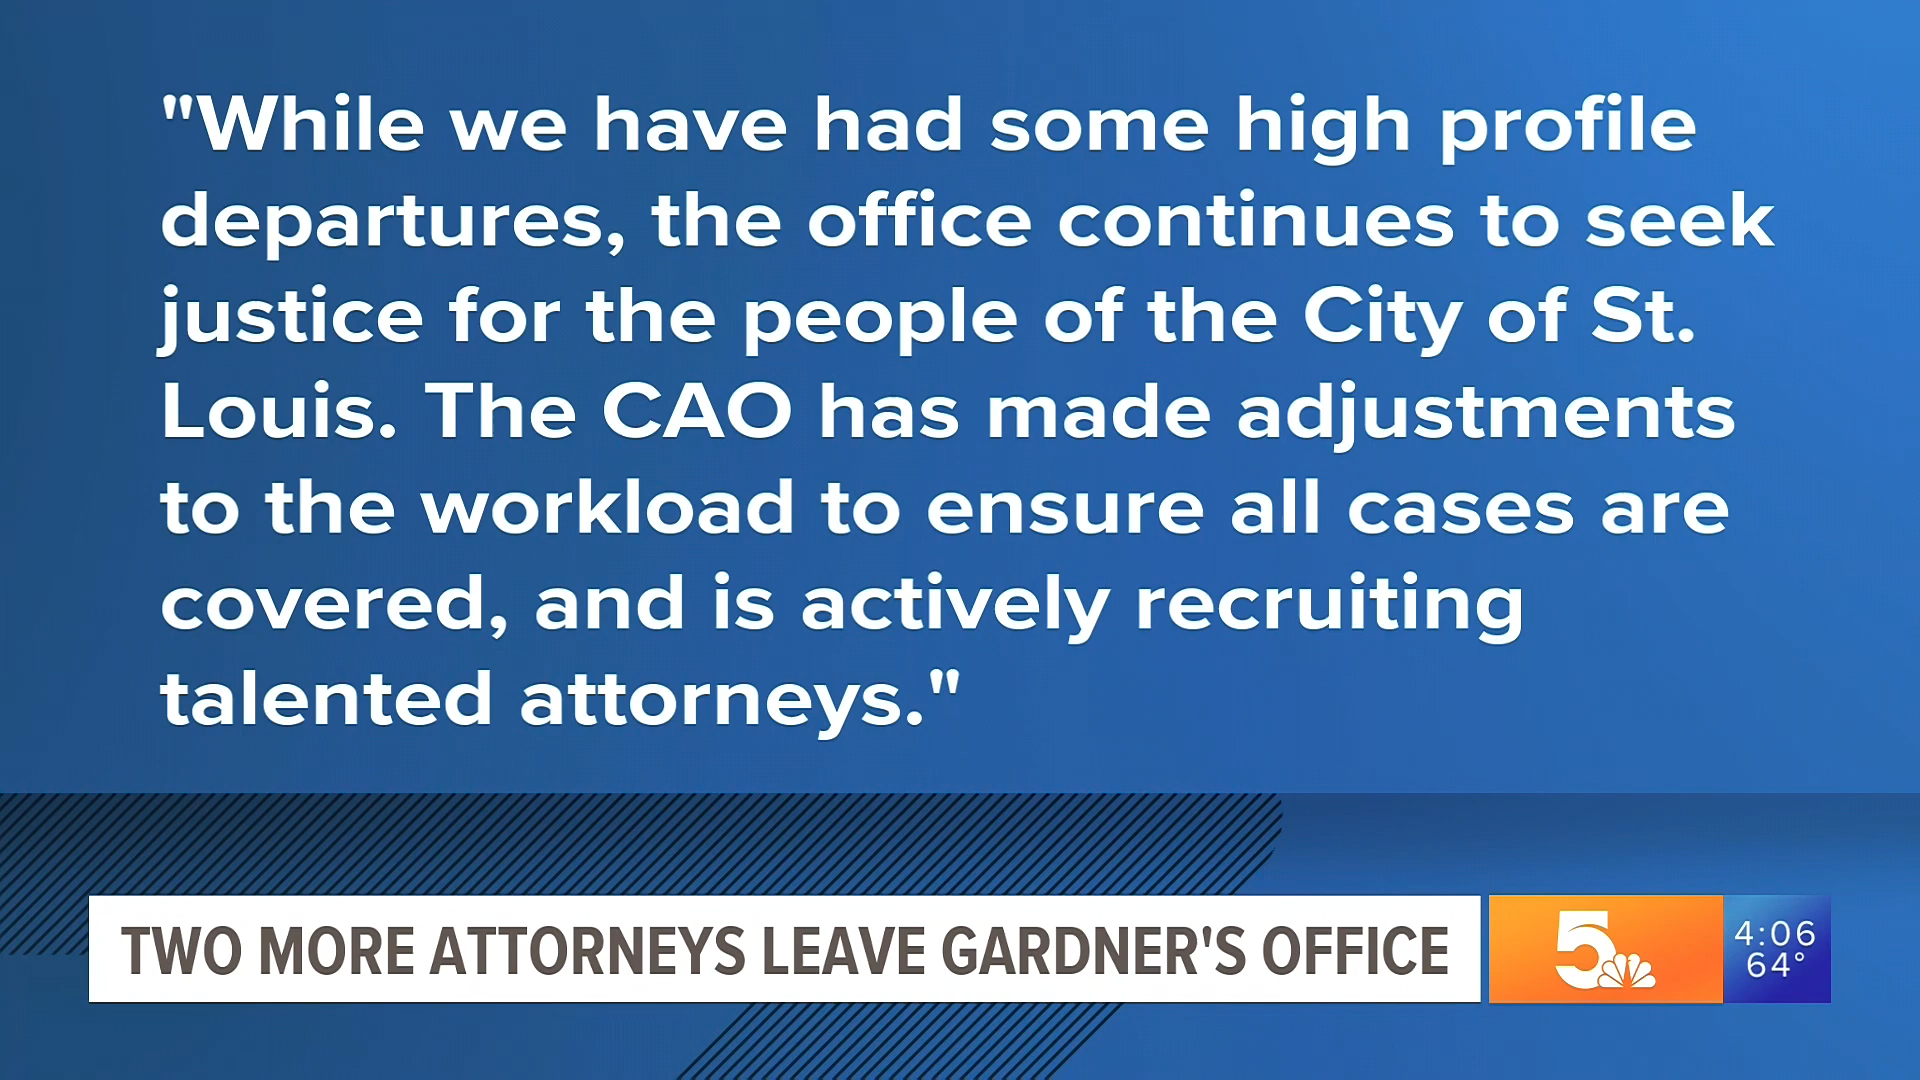 "While we have had some high profile
departures, the office continues to seek
justice for the people of the City of St.
Louis. The CAO has made adjustments
to the workload to ensure all cases are
covered, and is actively recruiting
talented attorneys."
TWO MORE ATTORNEYS LEAVE GARDNER'S OFFICE
5
4:06
64°